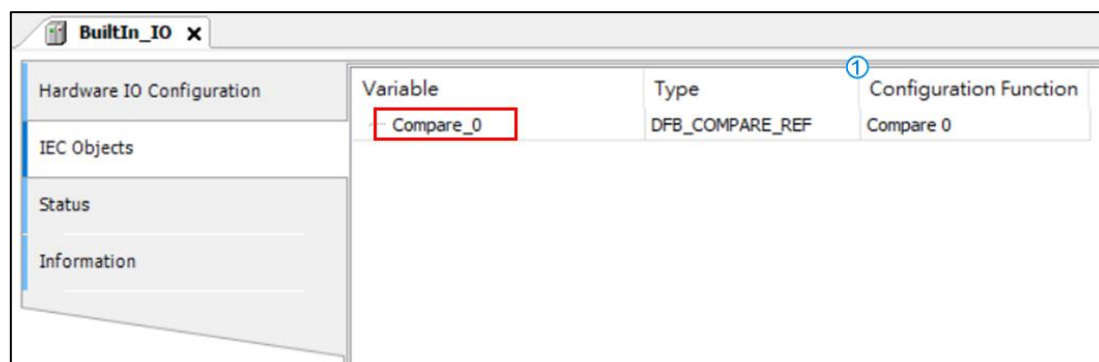 BuiltIn_IO X
Hardware IO Configuration
IEC Objects
Status
Information
Variable Type ① Configuration Function
Compare_0 DFB_COMPARE_REF Compare 0